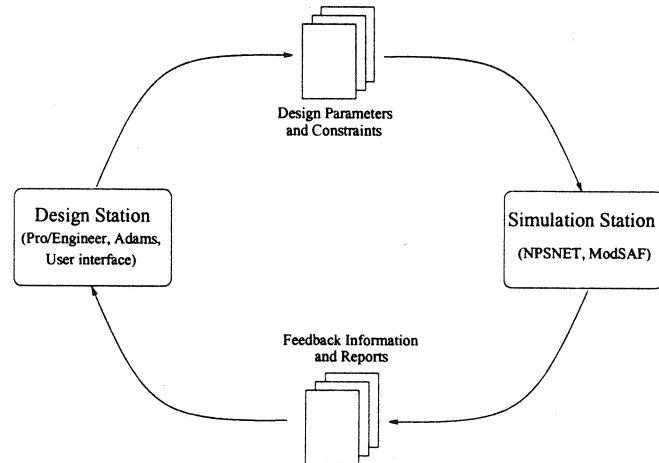 Design Parameters
and Constraints
Design Station
(Pro/Engineer, Adams,
User interface)
Simulation Station
(NPSNET, ModSAF)
Feedback Information
and Reports